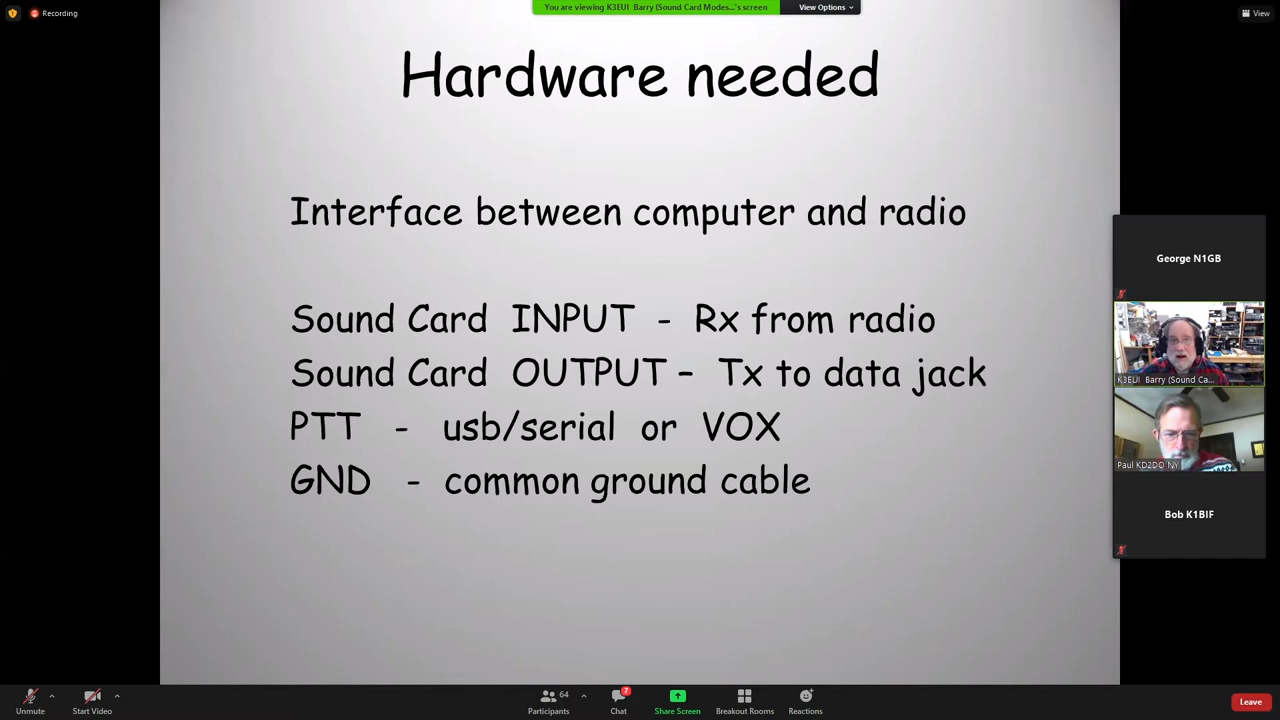 Recording
You are viewing K3EUI Barry (Sound Card Modes...'s screen
View Options
View
Hardware needed
Interface between computer and radio
Sound Card INPUT - Rx from radio
Sound Card OUTPUT – Tx to data jack
PTT - usb/serial or VOX
GND - common ground cable
George N1GB
K3EUI Barry (Sound Ca...
Paul KD2DO NY
Bob K1BIF
Unmute
Start Video
Participants
64
Chat
7
Share Screen
Breakout Rooms
Reactions
Leave